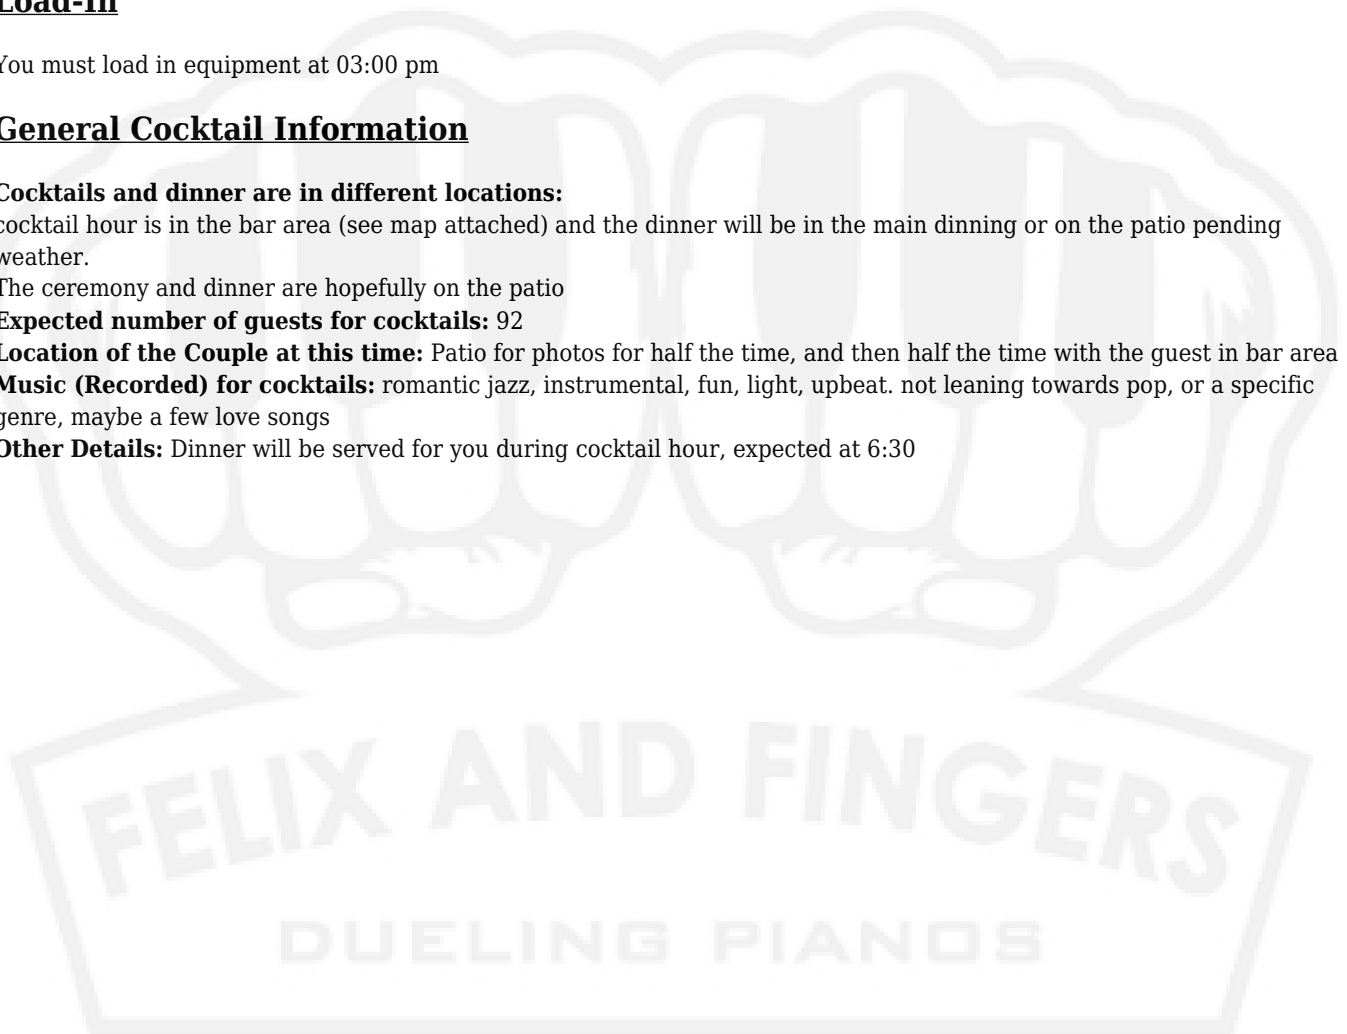 Load-In
You must load in equipment at 03:00 pm
General Cocktail Information
Cocktails and dinner are in different locations:
cocktail hour is in the bar area (see map attached) and the dinner will be in the main dinning or on the patio pending
weather.
The ceremony and dinner are hopefully on the patio
Expected number of guests for cocktails: 92
Location of the Couple at this time: Patio for photos for half the time, and then half the time with the guest in bar area
Music (Recorded) for cocktails: romantic jazz, instrumental, fun, light, upbeat. not leaning towards pop, or a specific
genre, maybe a few love songs
Other Details: Dinner will be served for you during cocktail hour, expected at 6:30
FELIX AND FINGERS
DUELING PIANOS